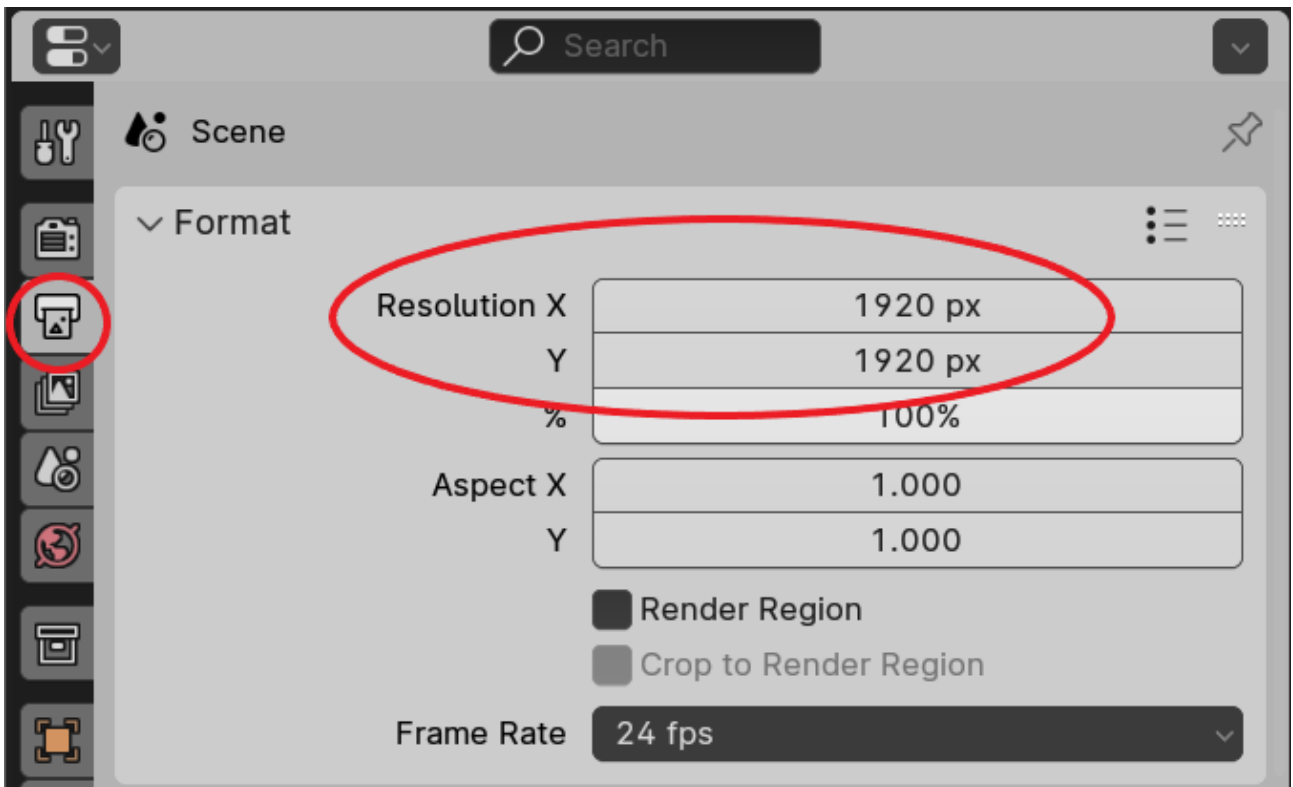 Search
Scene
Format
Resolution X 1920 px
Y 1920 px
% 100%
Aspect X 1.000
Y 1.000
Render Region
Crop to Render Region
Frame Rate 24 fps